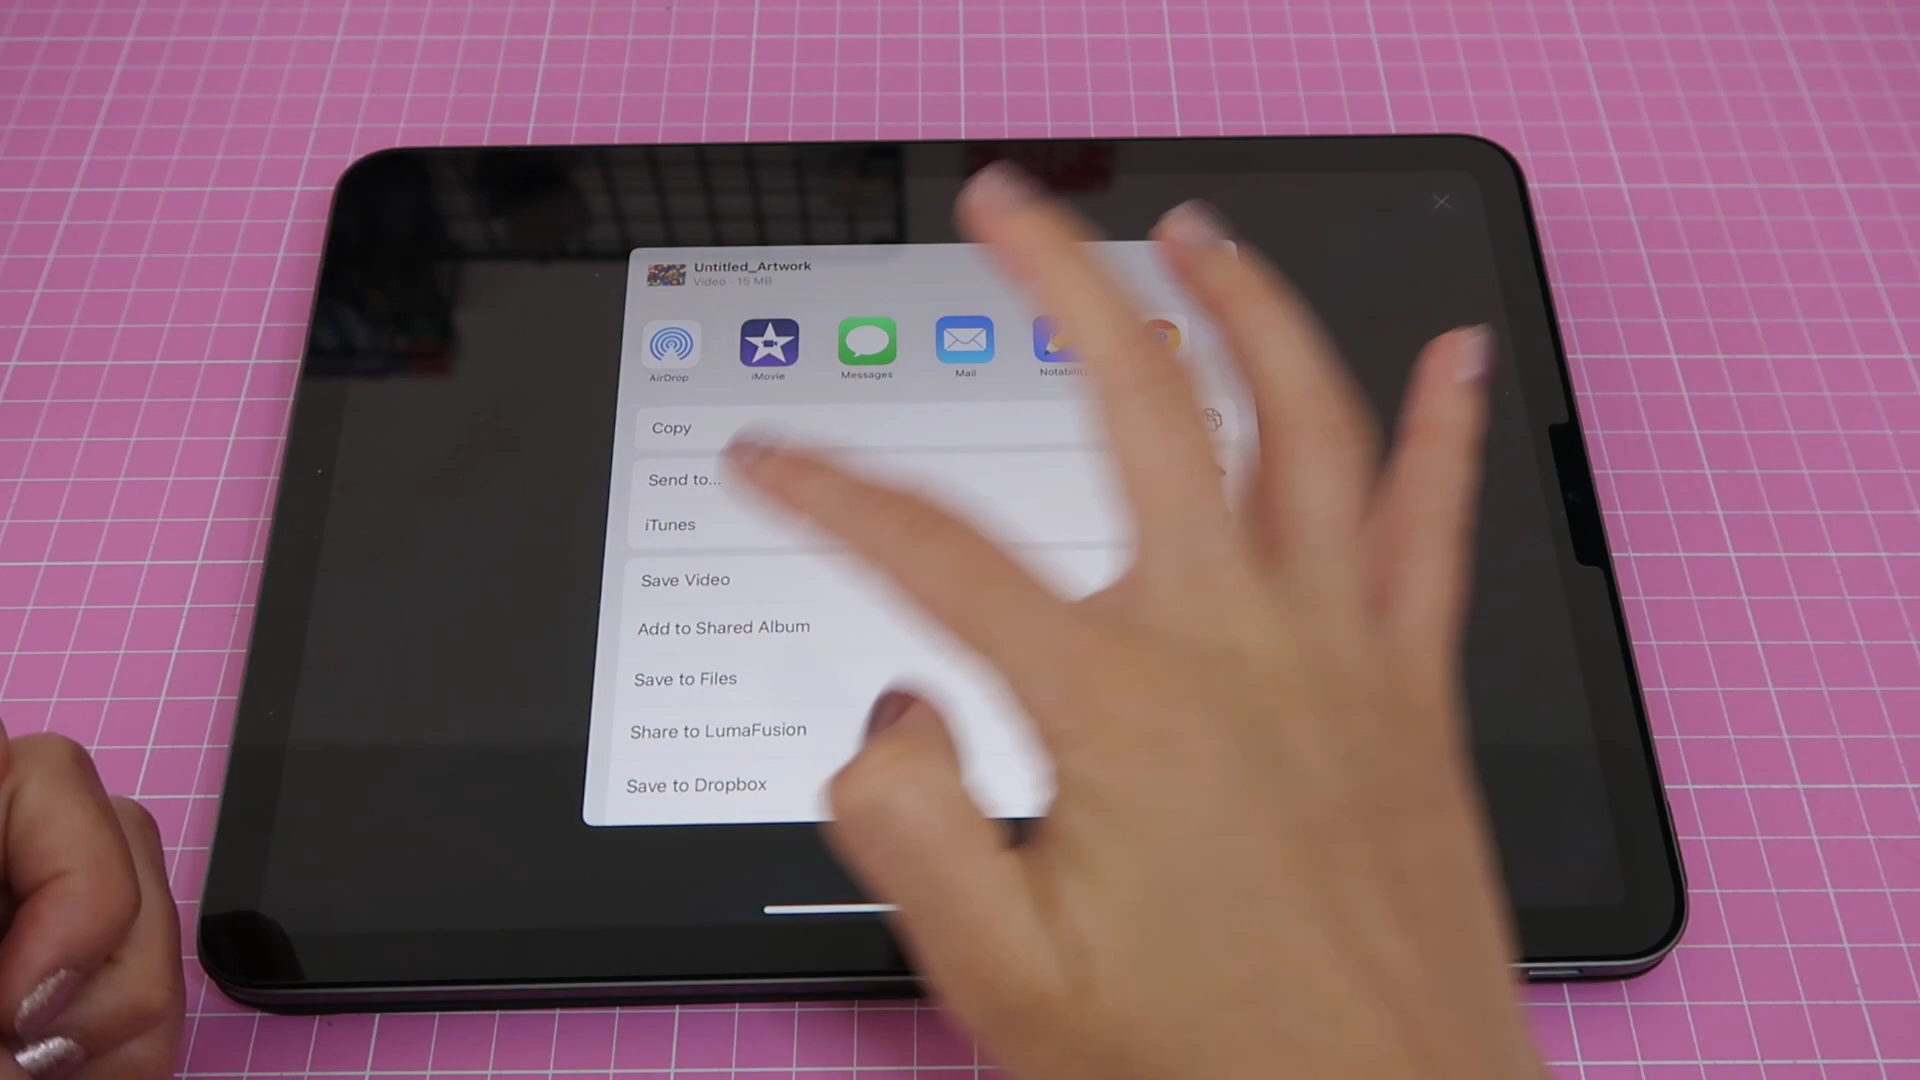 Untitled_Artwork
Video · 15 MB
AirDrop
iMovie
Messages
Mail
Notability
Copy
Send to...
iTunes
Save Video
Add to Shared Album
Save to Files
Share to LumaFusion
Save to Dropbox